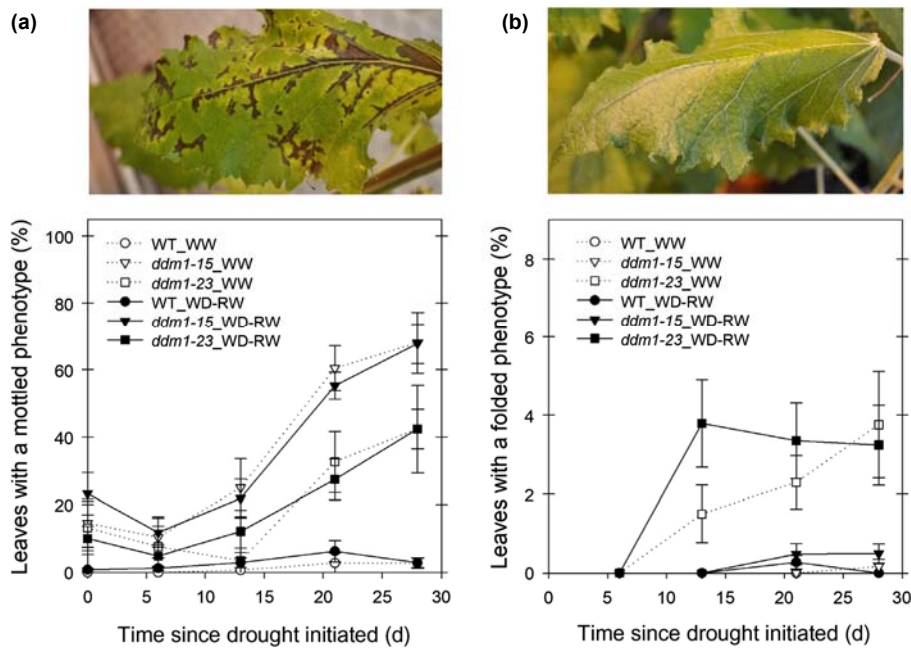 (a)
(b)
Leaves with a mottled phenotype (%)
100
80
60
40
20
0
WT_WW
ddm1-15_WW
ddm1-23_WW
WT_WD-RW
ddm1-15_WD-RW
ddm1-23_WD-RW
0 5 10 15 20 25 30
Time since drought initiated (d)
Leaves with a folded phenotype (%)
8
6
4
2
0
WT_WW
ddm1-15_WW
ddm1-23_WW
WT_WD-RW
ddm1-15_WD-RW
ddm1-23_WD-RW
0 5 10 15 20 25 30
Time since drought initiated (d)